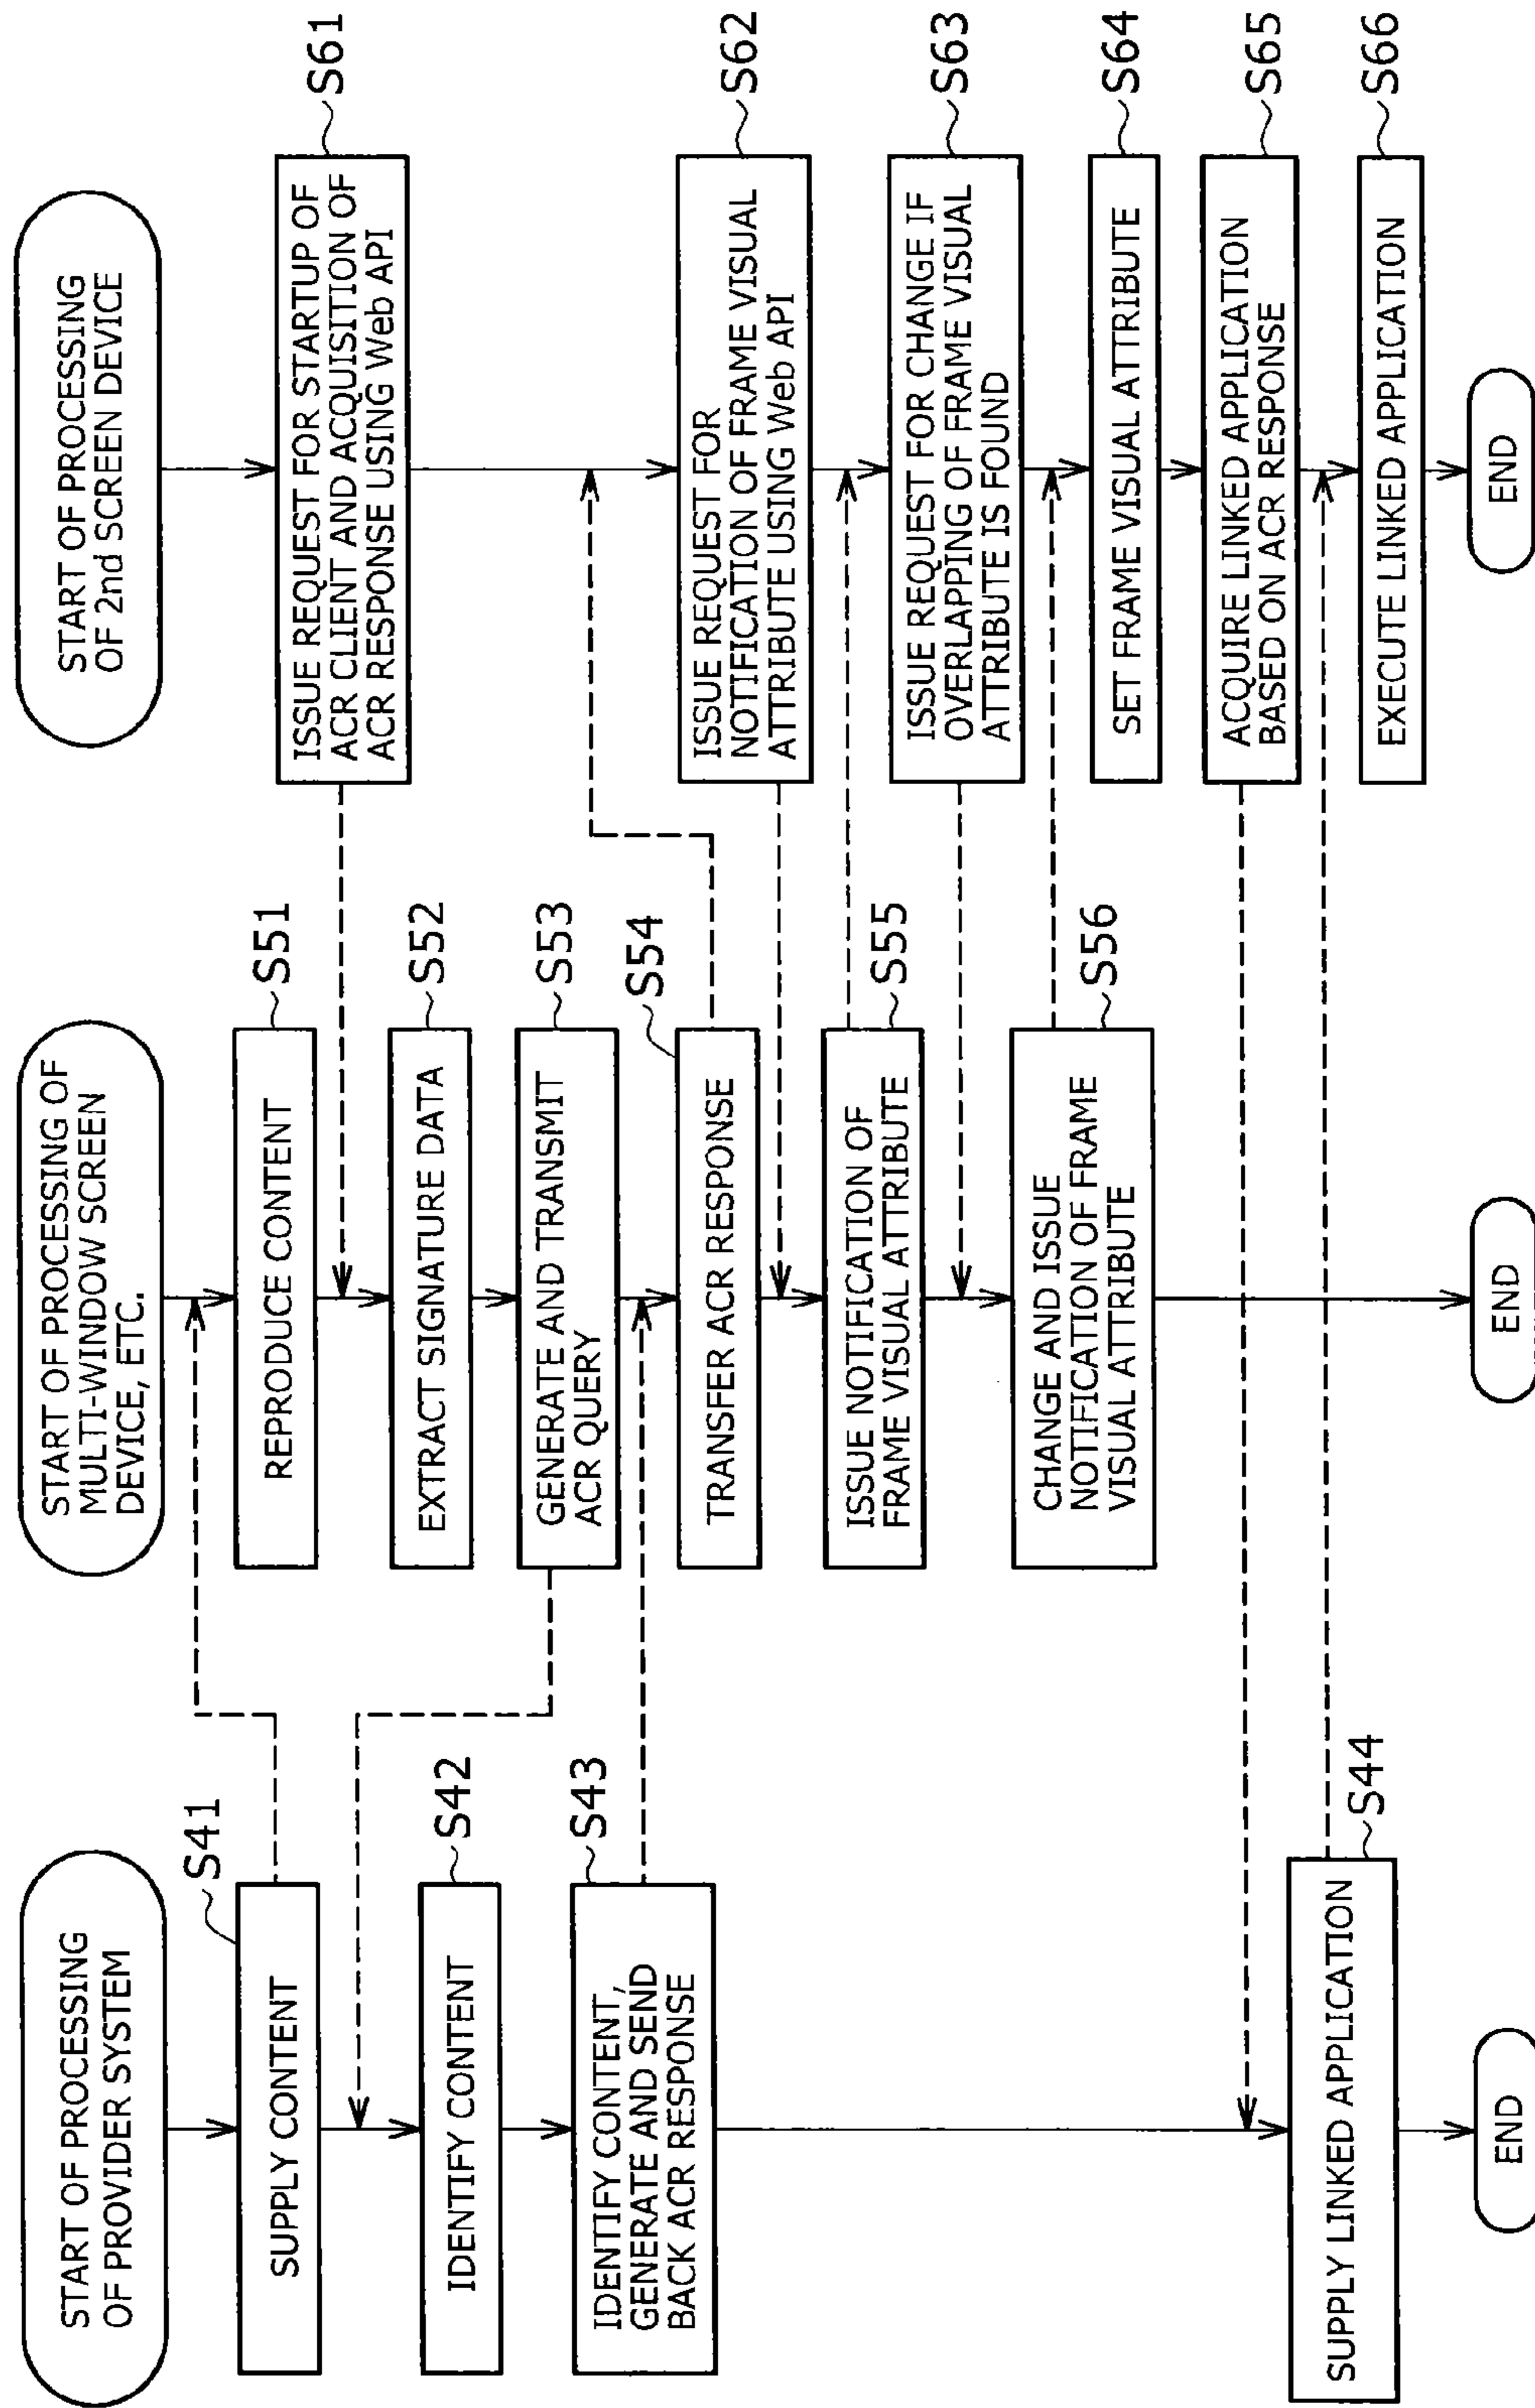 START OF PROCESSING
OF PROVIDER SYSTEM
S41
SUPPLY CONTENT
S42
IDENTIFY CONTENT
S43
IDENTIFY CONTENT,
GENERATE AND SEND
BACK ACR RESPONSE
S44
SUPPLY LINKED APPLICATION
END
START OF PROCESSING OF
MULTI-WINDOW SCREEN
DEVICE, ETC.
S51
REPRODUCE CONTENT
S52
EXTRACT SIGNATURE DATA
S53
GENERATE AND TRANSMIT
ACR QUERY
S54
TRANSFER ACR RESPONSE
S55
ISSUE NOTIFICATION OF
FRAME VISUAL ATTRIBUTE
S56
CHANGE AND ISSUE
NOTIFICATION OF FRAME
VISUAL ATTRIBUTE
END
START OF PROCESSING
OF 2nd SCREEN DEVICE
S61
ISSUE REQUEST FOR STARTUP OF
ACR CLIENT AND ACQUISITION OF
ACR RESPONSE USING Web API
S62
ISSUE REQUEST FOR
NOTIFICATION OF FRAME VISUAL
ATTRIBUTE USING Web API
S63
ISSUE REQUEST FOR CHANGE IF
OVERLAPPING OF FRAME VISUAL
ATTRIBUTE IS FOUND
S64
SET FRAME VISUAL ATTRIBUTE
S65
ACQUIRE LINKED APPLICATION
BASED ON ACR RESPONSE
S66
EXECUTE LINKED APPLICATION
END